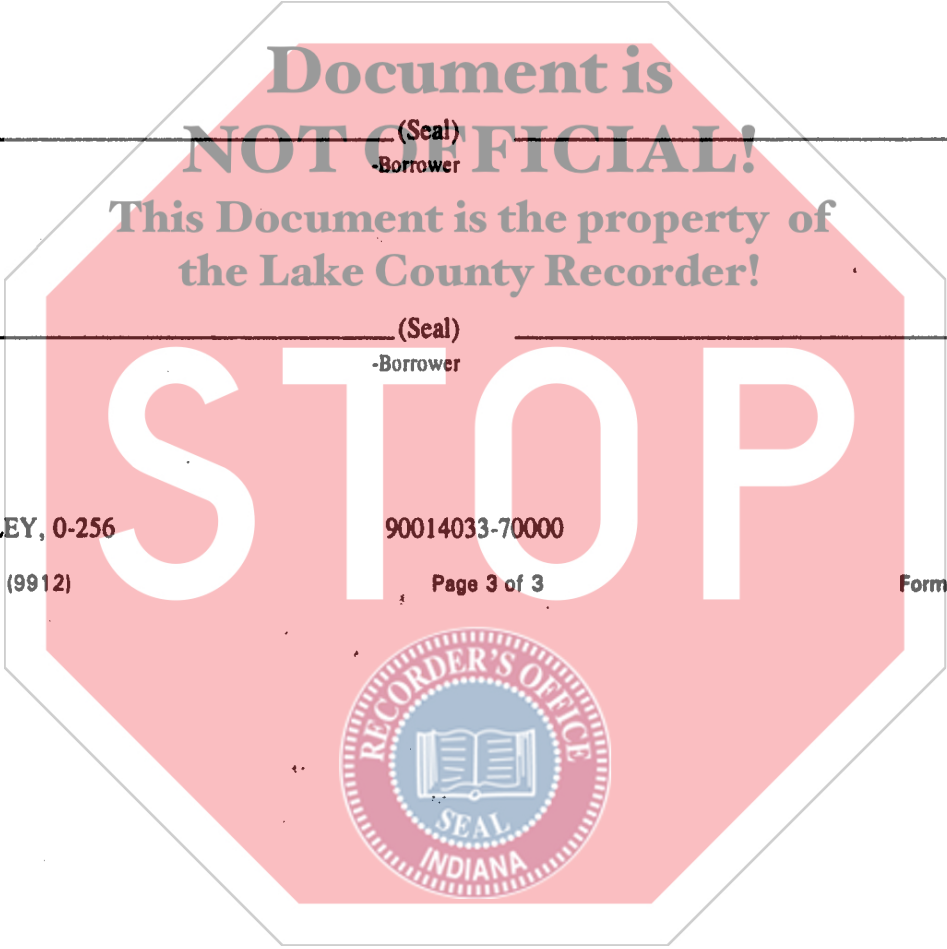 Document is
(Seal)
NOT OFFICIAL!
-Borrower
This Document is the property of
the Lake County Recorder!
(Seal)
-Borrower
STOP
EY, 0-256 90014033-70000
(9912) Page 3 of 3 Form
RECORDER'S OFFICE
SEAL
INDIANA